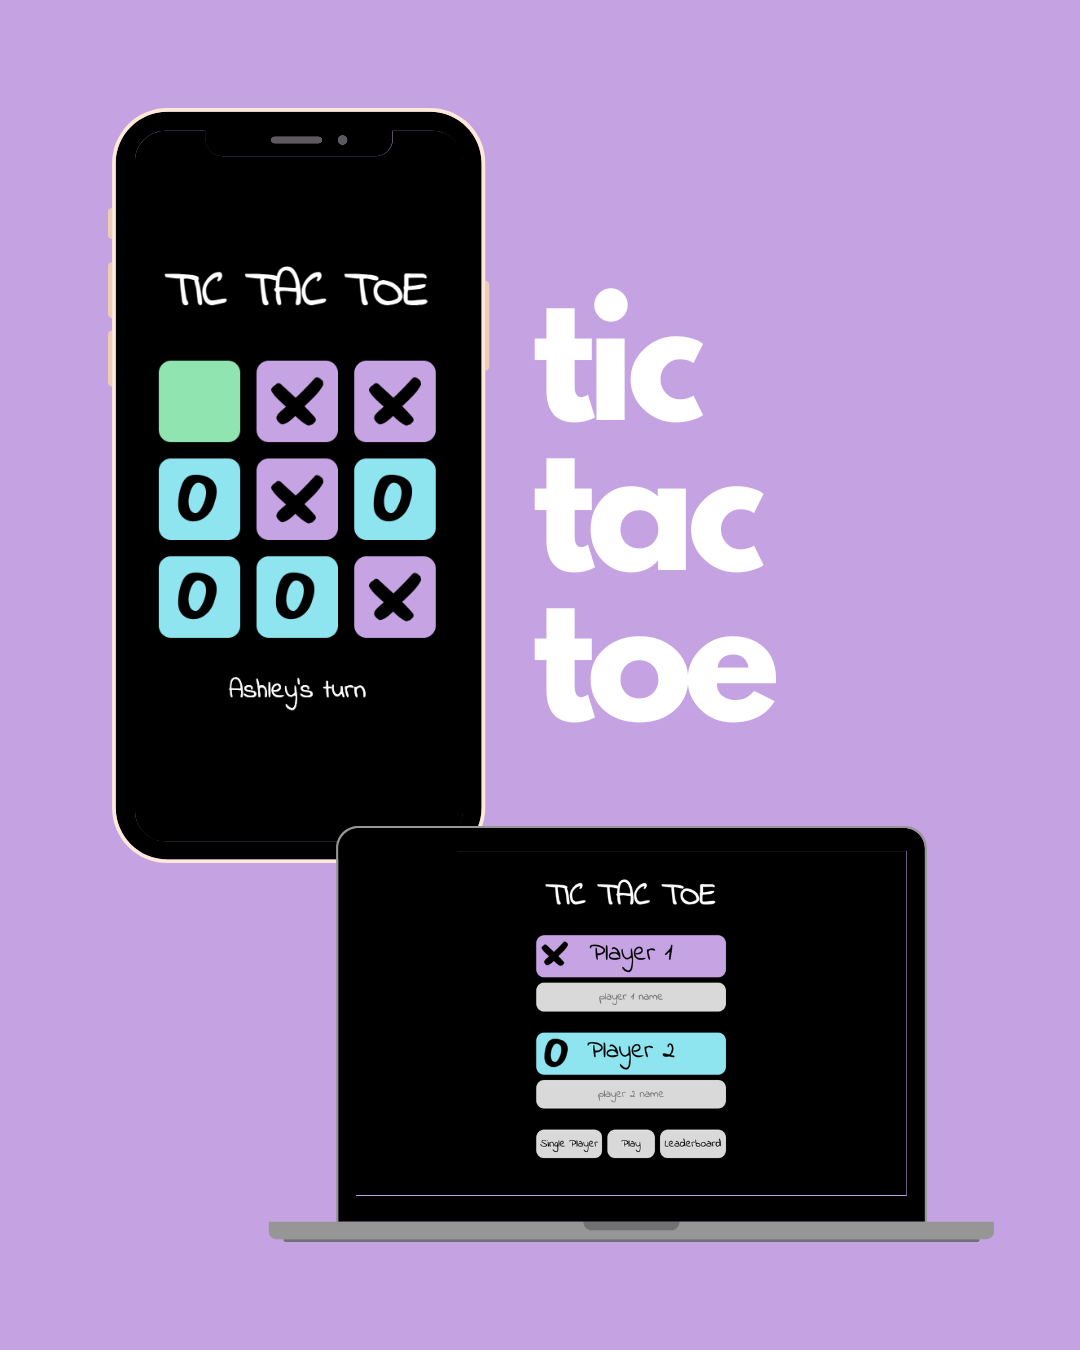 TIC TAC TOE
X X
O X O
O O X
Ashley's turn
tic
tac
toe
TIC TAC TOE
X Player 1
player 1 name
O Player 2
player 2 name
Single Player Play Leaderboard